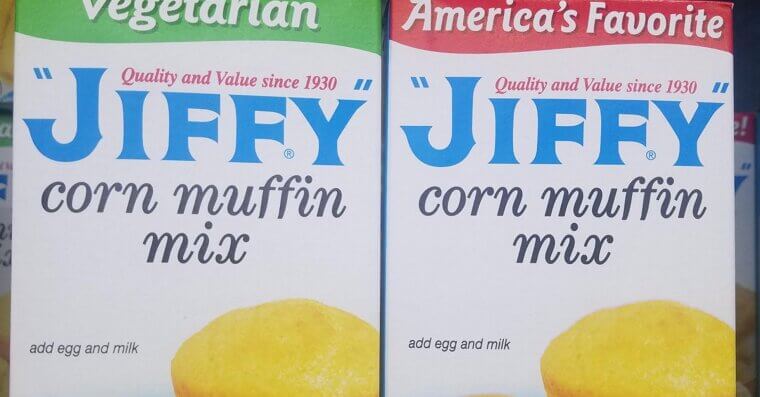 Vegetarian
Quality and Value since 1930
"JIFFY"®
corn muffin
mix
add egg and milk
America's Favorite
Quality and Value since 1930
"JIFFY"®
corn muffin
mix
add egg and milk